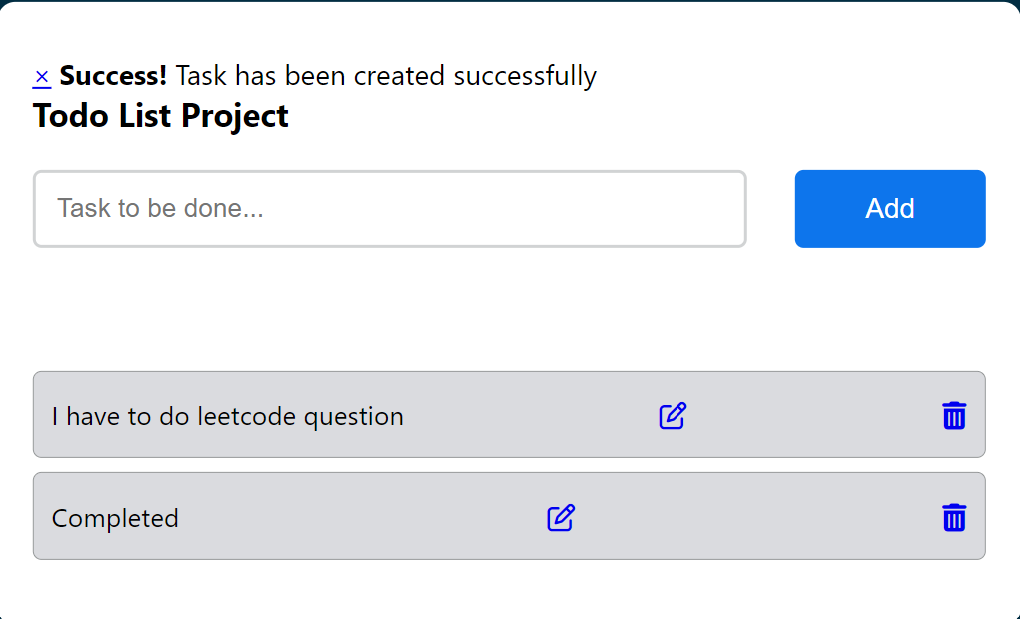 × Success! Task has been created successfully
Todo List Project
Task to be done...
Add
I have to do leetcode question
Completed